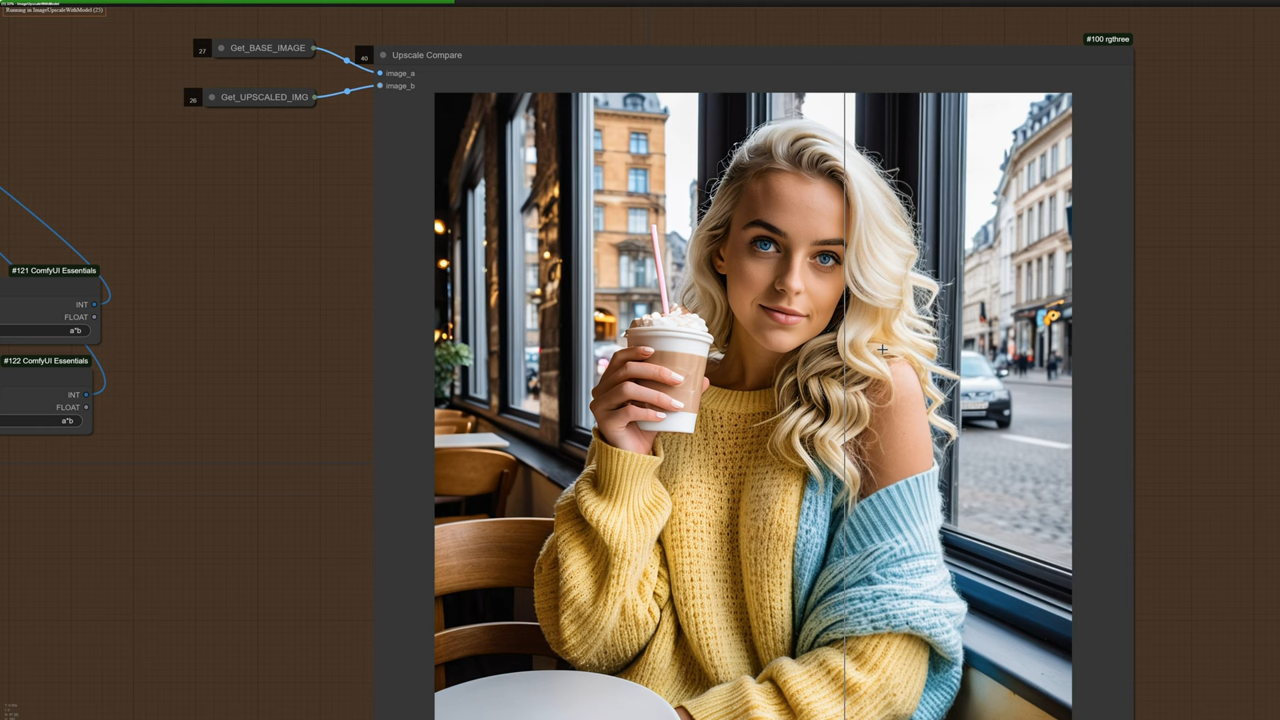 Running in ImageUpscaleWithModel (25)
#100 rgthree
27 Get_BASE_IMAGE
40 Upscale Compare
image_a
image_b
26 Get_UPSCALED_IMG
#121 ComfyUI Essentials
INT
FLOAT
a*b
#122 ComfyUI Essentials
INT
FLOAT
a*b